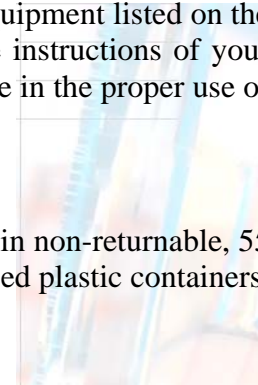 uipment listed on the
instructions of you
e in the proper use o
in non-returnable, 55
ed plastic containers